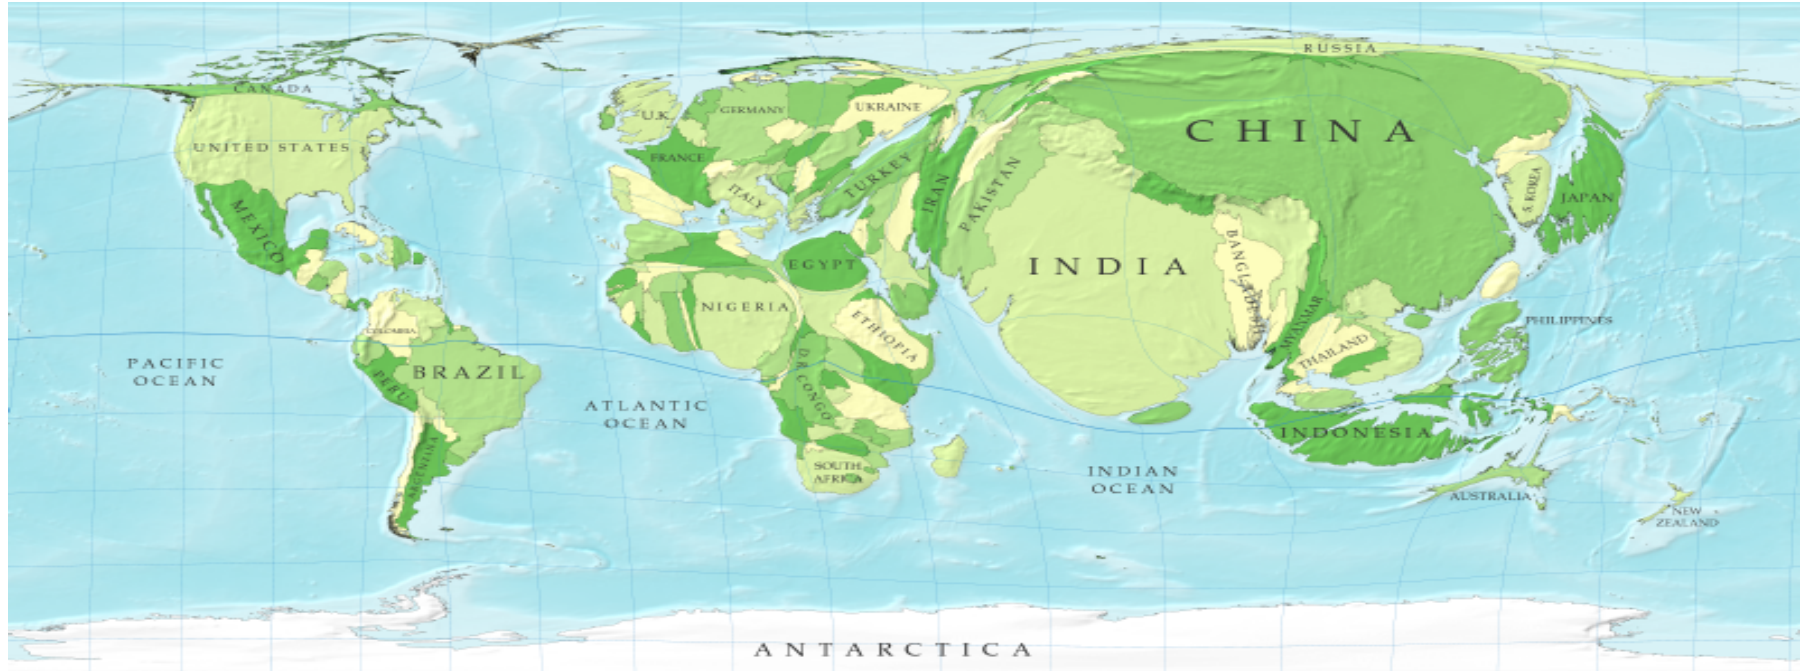 RUSSIA
CANADA
UNITED STATES
MEXICO
COLOMBIA
BRAZIL
PERU
ARGENTINA
PACIFIC
OCEAN
ATLANTIC
OCEAN
U.K.
GERMANY
UKRAINE
FRANCE
ITALY
TURKEY
IRAN
PAKISTAN
EGYPT
NIGERIA
ETHIOPIA
D.R. CONGO
SOUTH
AFRICA
CHINA
INDIA
BANGLADESH
MYANMAR
THAILAND
S. KOREA
JAPAN
PHILIPPINES
INDONESIA
INDIAN
OCEAN
AUSTRALIA
NEW
ZEALAND
ANTARCTICA